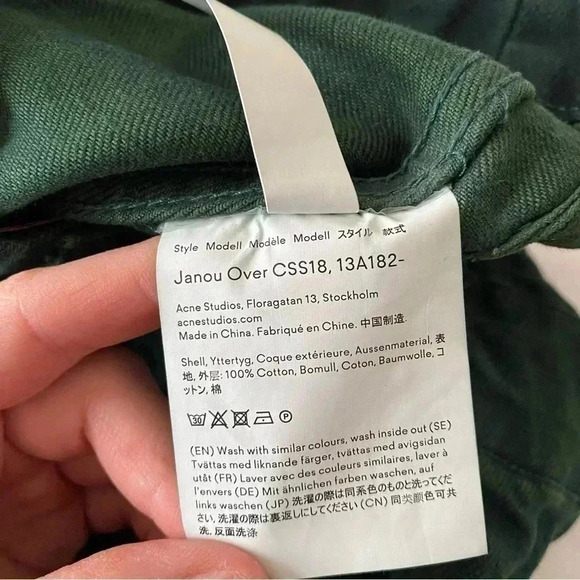 Style Modell Modèle Modell スタイル 款式
Janou Over CSS18, 13A182-
Acne Studios, Floragatan 13, Stockholm
acnestudios.com
Made in China. Fabriqué en Chine. 中国制造.
Shell, Yttertyg, Coque extérieure, Aussenmaterial, 表
地, 外层: 100% Cotton, Bomull, Coton, Baumwolle, コ
ットン, 棉
30 P
(EN) Wash with similar colours, wash inside out (SE)
Tvättas med liknande färger, tvättas med avigsidan
utåt (FR) Laver avec des couleurs similaires, laver à
l'envers (DE) Mit ähnlichen farben waschen, auf
links waschen (JP) 洗濯の際は同系色のものと洗ってくだ
さい, 洗濯の際は裏返しにしてください (CN) 同类颜色可共
洗, 反面洗涤